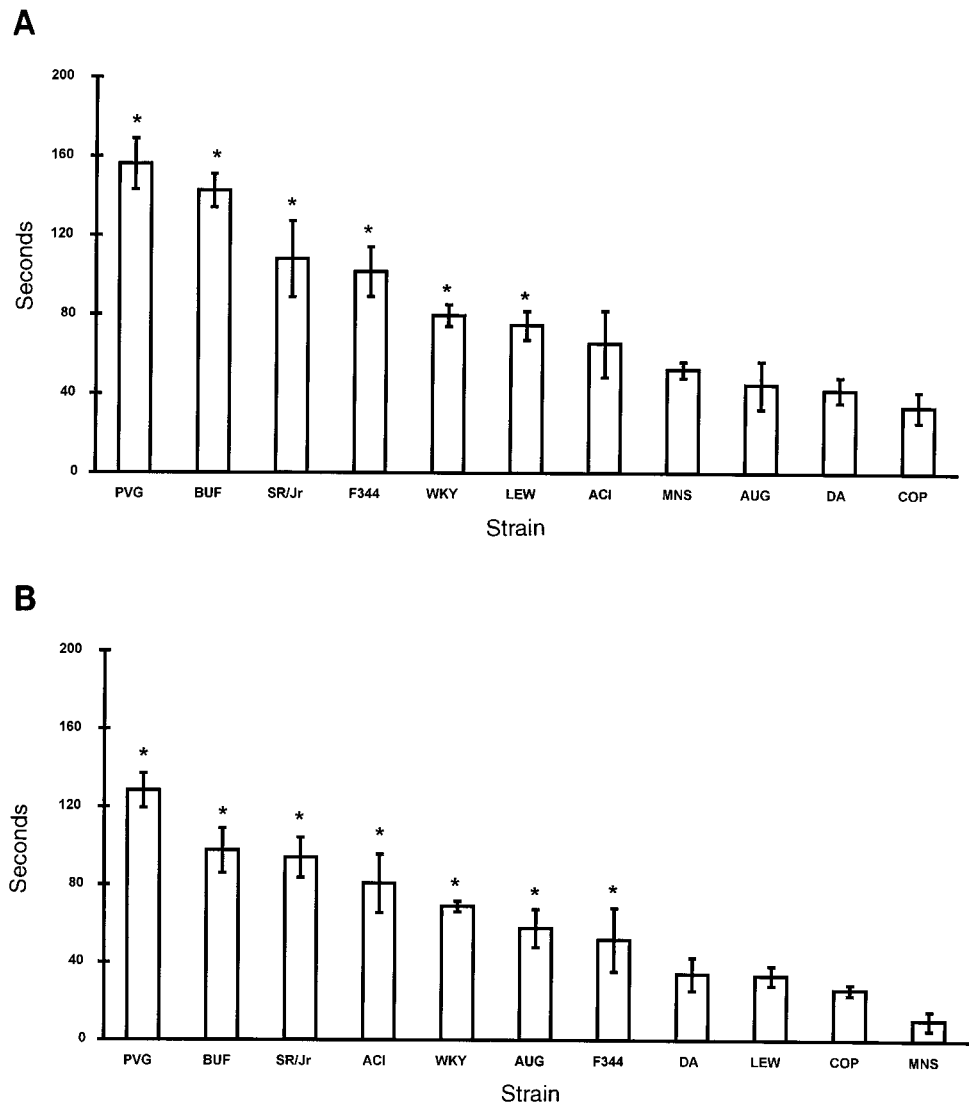 A
200
160
120
80
40
0
Seconds
* * * * * *
PVG BUF SR/Jr F344 WKY LEW ACI MNS AUG DA COP
Strain
B
200
160
120
80
40
0
Seconds
* * * * * * *
PVG BUF SR/Jr ACI WKY AUG F344 DA LEW COP MNS
Strain